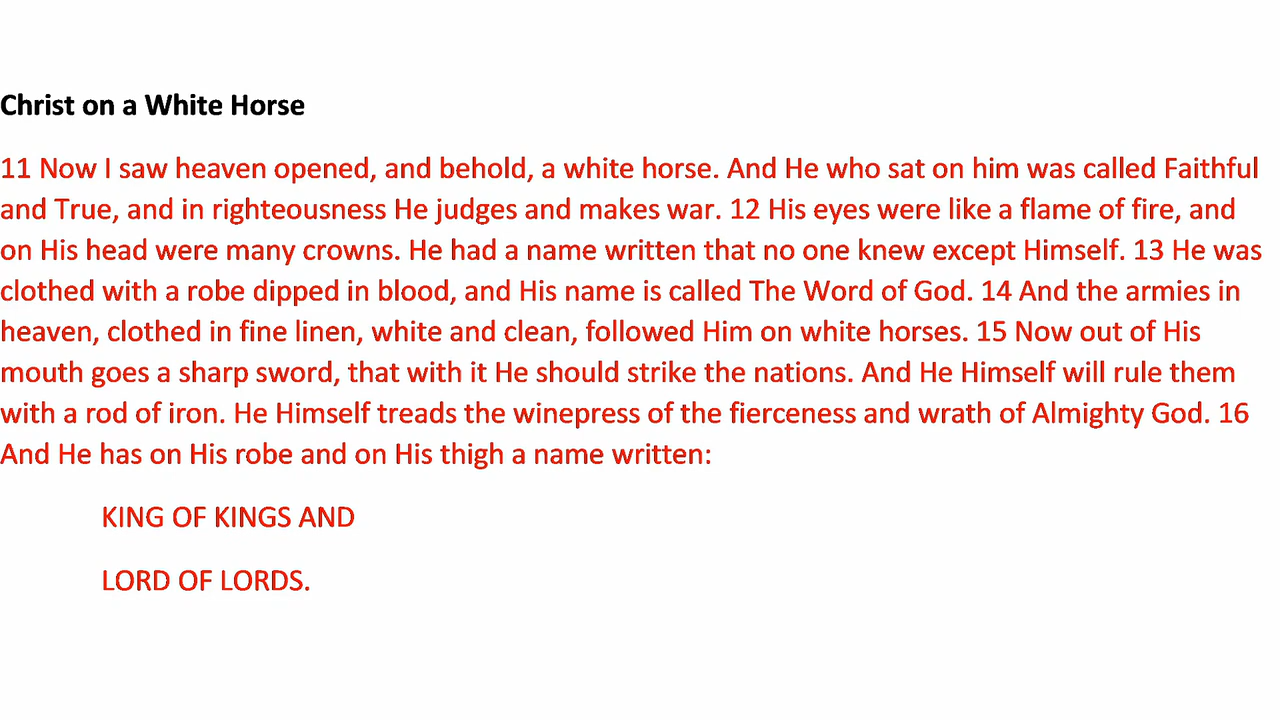 Christ on a White Horse
11 Now I saw heaven opened, and behold, a white horse. And He who sat on him was called Faithful
and True, and in righteousness He judges and makes war. 12 His eyes were like a flame of fire, and
on His head were many crowns. He had a name written that no one knew except Himself. 13 He was
clothed with a robe dipped in blood, and His name is called The Word of God. 14 And the armies in
heaven, clothed in fine linen, white and clean, followed Him on white horses. 15 Now out of His
mouth goes a sharp sword, that with it He should strike the nations. And He Himself will rule them
with a rod of iron. He Himself treads the winepress of the fierceness and wrath of Almighty God. 16
And He has on His robe and on His thigh a name written:
KING OF KINGS AND
LORD OF LORDS.